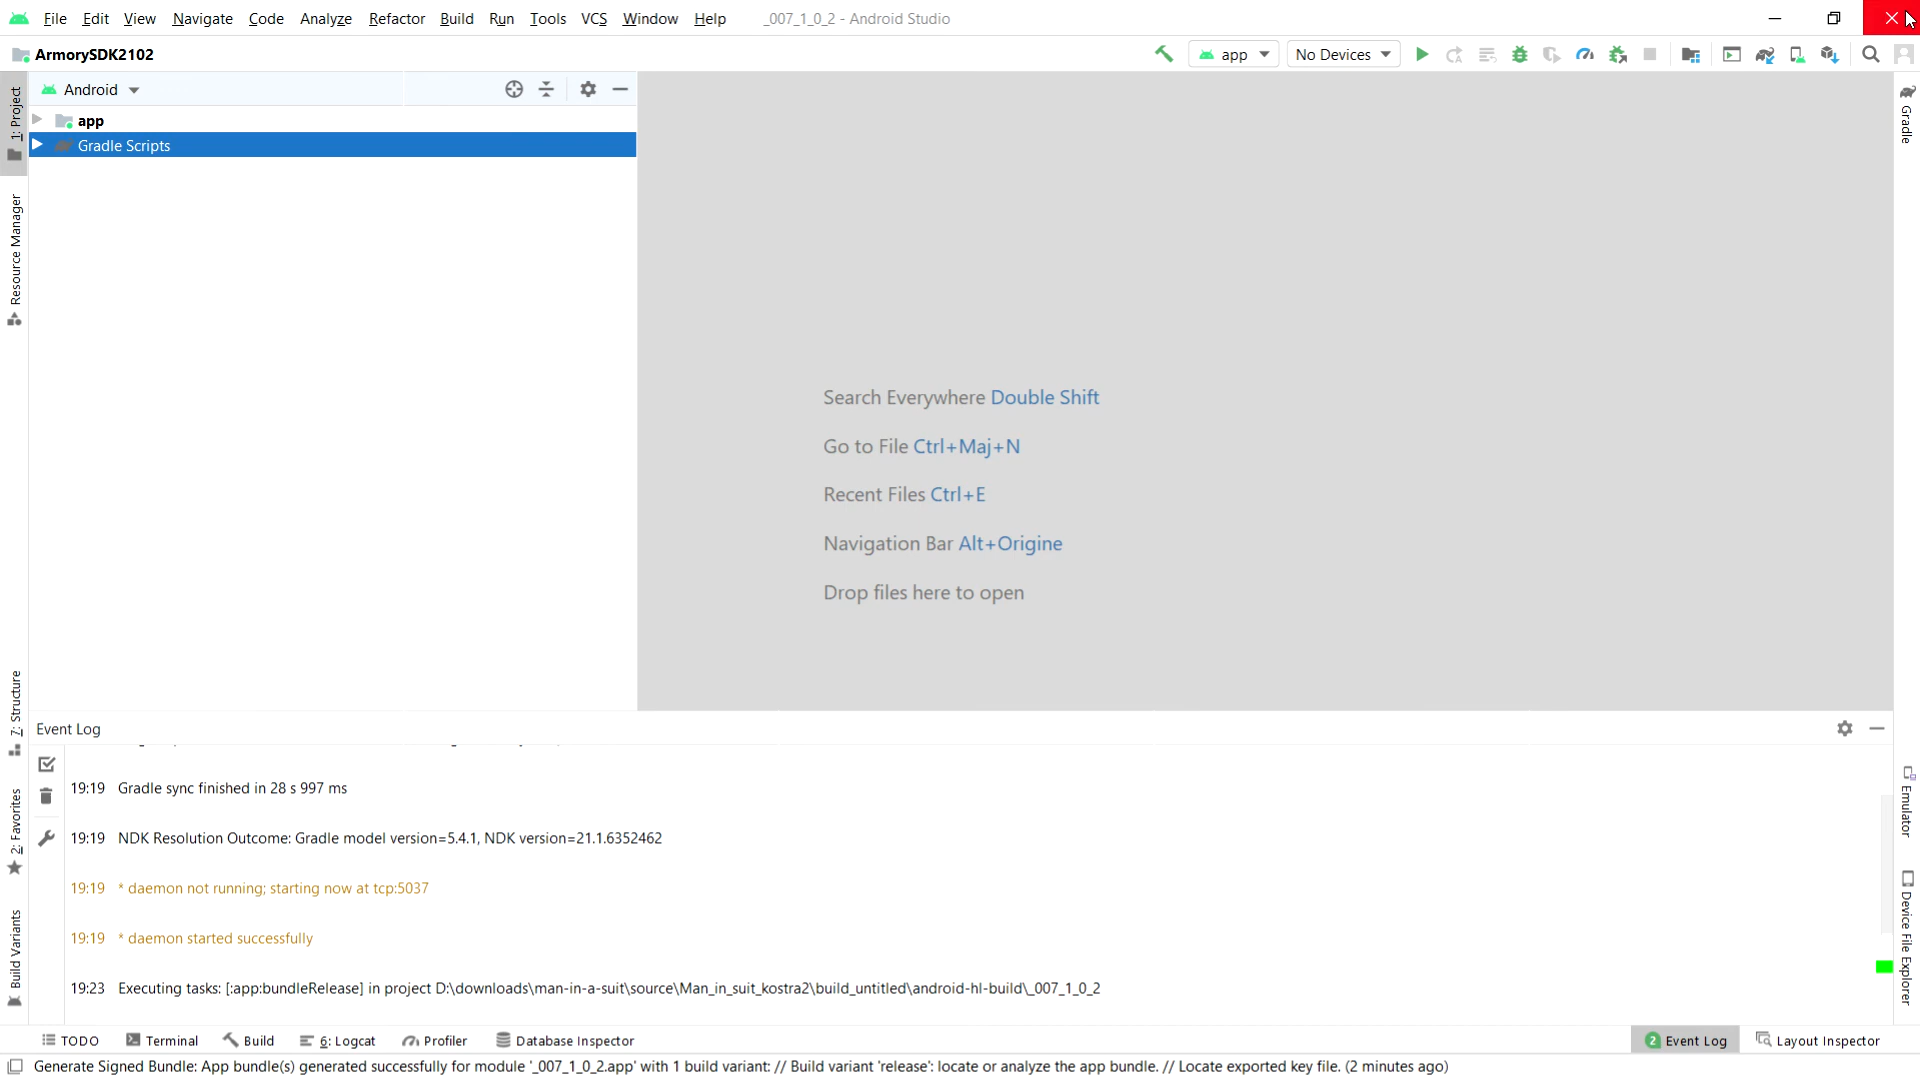 File Edit View Navigate Code Analyze Refactor Build Run Tools VCS Window Help _007_1_0_2 - Android Studio
ArmorySDK2102
app
No Devices
1: Project
Resource Manager
7: Structure
2: Favorites
Build Variants
Android
app
Gradle Scripts
Search Everywhere Double Shift
Go to File Ctrl+Maj+N
Recent Files Ctrl+E
Navigation Bar Alt+Origine
Drop files here to open
Gradle
Emulator
Device File Explorer
Event Log
19:19 Gradle sync finished in 28 s 997 ms
19:19 NDK Resolution Outcome: Gradle model version=5.4.1, NDK version=21.1.6352462
19:19 * daemon not running; starting now at tcp:5037
19:19 * daemon started successfully
19:23 Executing tasks: [:app:bundleRelease] in project D:\downloads\man-in-a-suit\source\Man_in_suit_kostra2\build_untitled\android-hl-build\_007_1_0_2
TODO Terminal Build 6: Logcat Profiler Database Inspector 2 Event Log Layout Inspector
Generate Signed Bundle: App bundle(s) generated successfully for module '_007_1_0_2.app' with 1 build variant: // Build variant 'release': locate or analyze the app bundle. // Locate exported key file. (2 minutes ago)